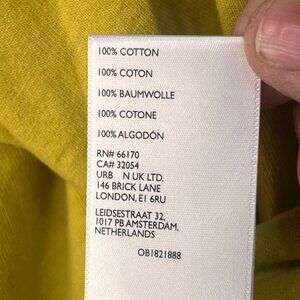 100% COTTON
100% COTON
100% BAUMWOLLE
100% COTONE
100% ALGODÓN
RN# 66170
CA# 32054
URB N UK LTD.
146 BRICK LANE
LONDON, E1 6RU
LEIDSESTRAAT 32,
1017 PB AMSTERDAM,
NETHERLANDS
OB1821888